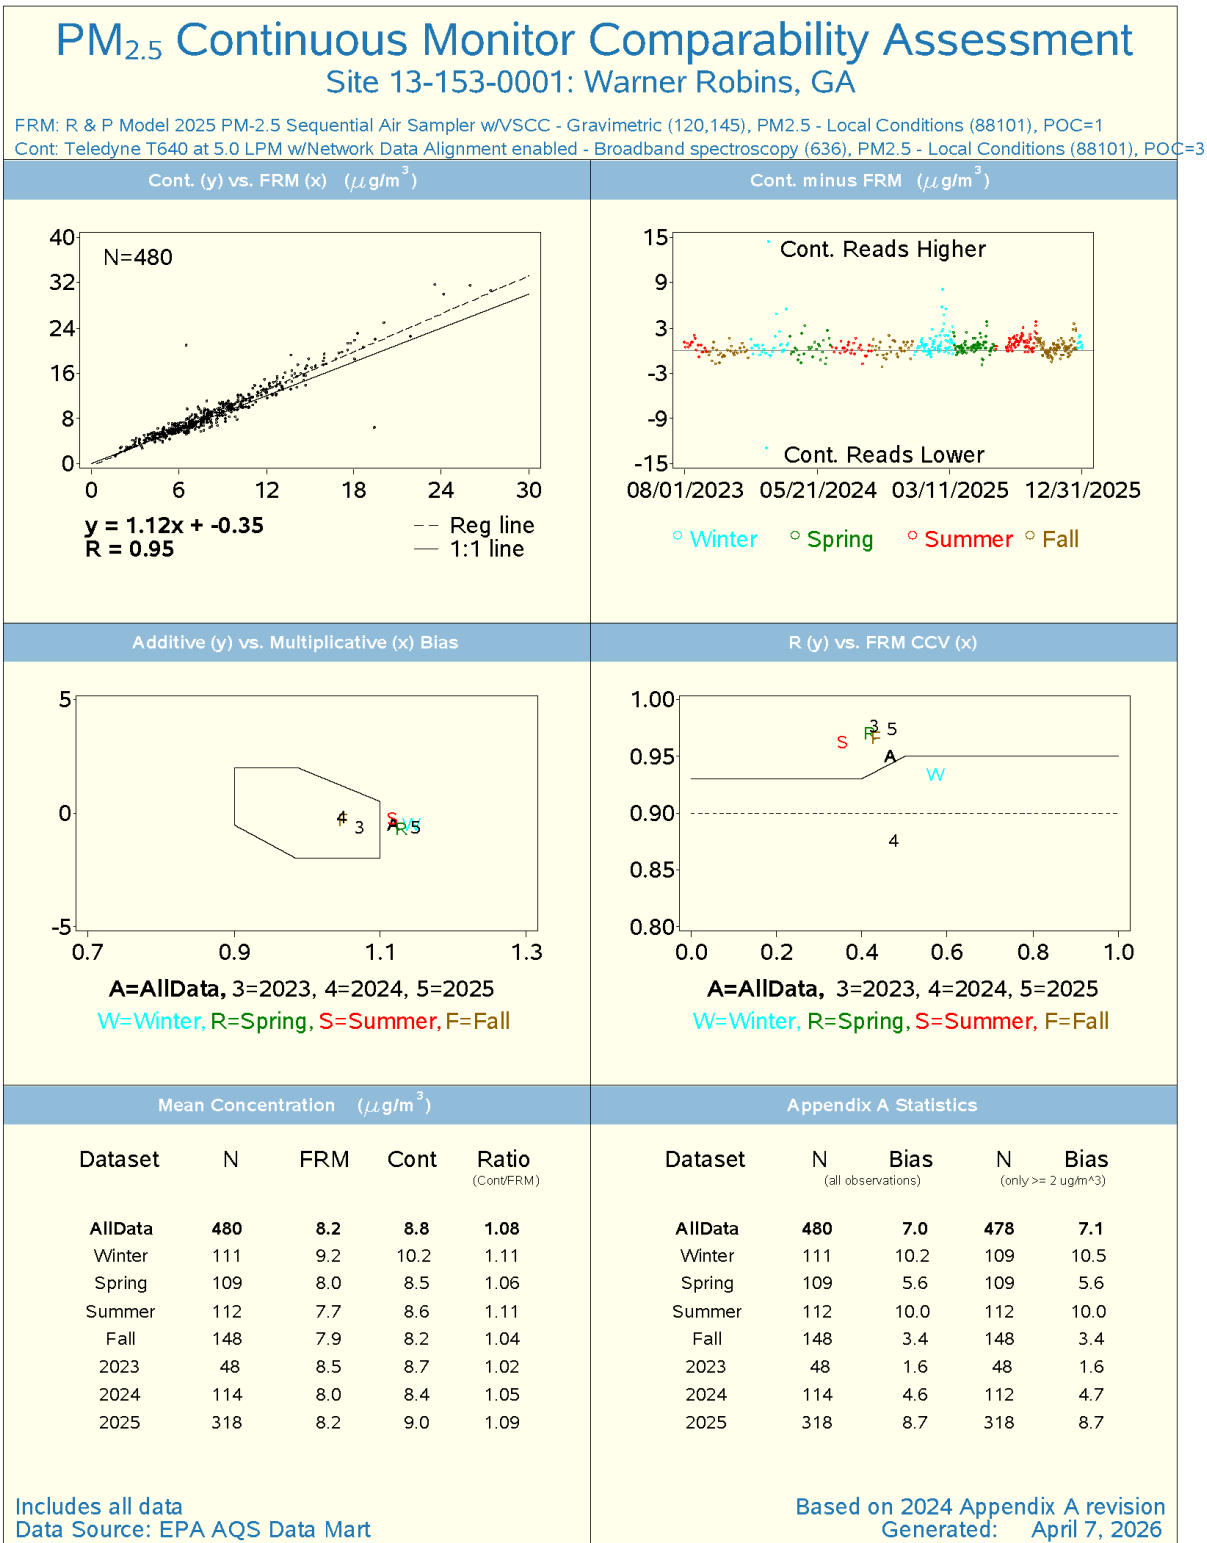 PM2.5 Continuous Monitor Comparability Assessment
Site 13-153-0001: Warner Robins, GA
FRM: R & P Model 2025 PM-2.5 Sequential Air Sampler w/VSCC - Gravimetric (120,145), PM2.5 - Local Conditions (88101), POC=1
Cont: Teledyne T640 at 5.0 LPM w/Network Data Alignment enabled - Broadband spectroscopy (636), PM2.5 - Local Conditions (88101), POC=3
Cont. (y) vs. FRM (x) (μg/m³)
40
32
24
16
8
0
N=480
0 6 12 18 24 30
y = 1.12x + -0.35
R = 0.95
Reg line
1:1 line
Cont. minus FRM (μg/m³)
15
9
3
-3
-9
-15
Cont. Reads Higher
Cont. Reads Lower
08/01/2023 05/21/2024 03/11/2025 12/31/2025
Winter Spring Summer Fall
Additive (y) vs. Multiplicative (x) Bias
5
0
-5
4 F 3 S A R W 5
0.7 0.9 1.1 1.3
A=AllData, 3=2023, 4=2024, 5=2025
W=Winter, R=Spring, S=Summer, F=Fall
R (y) vs. FRM CCV (x)
1.00
0.95
0.90
0.85
0.80
S R 3 F 5 A W 4
0.0 0.2 0.4 0.6 0.8 1.0
A=AllData, 3=2023, 4=2024, 5=2025
W=Winter, R=Spring, S=Summer, F=Fall
Mean Concentration (μg/m³)
Dataset N FRM Cont Ratio
(Cont/FRM)
AllData 480 8.2 8.8 1.08
Winter 111 9.2 10.2 1.11
Spring 109 8.0 8.5 1.06
Summer 112 7.7 8.6 1.11
Fall 148 7.9 8.2 1.04
2023 48 8.5 8.7 1.02
2024 114 8.0 8.4 1.05
2025 318 8.2 9.0 1.09
Appendix A Statistics
Dataset N Bias N Bias
(all observations) (only >= 2 ug/m^3)
AllData 480 7.0 478 7.1
Winter 111 10.2 109 10.5
Spring 109 5.6 109 5.6
Summer 112 10.0 112 10.0
Fall 148 3.4 148 3.4
2023 48 1.6 48 1.6
2024 114 4.6 112 4.7
2025 318 8.7 318 8.7
Includes all data
Data Source: EPA AQS Data Mart
Based on 2024 Appendix A revision
Generated: April 7, 2026